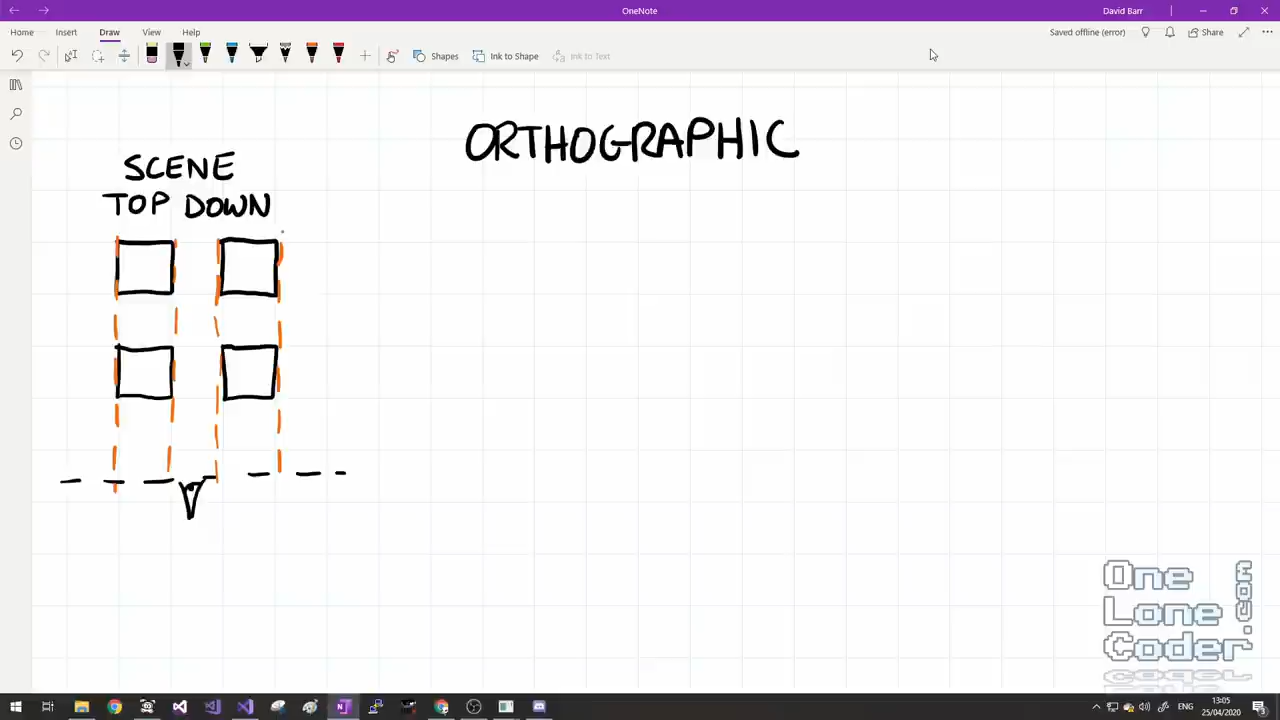 OneNote
David Barr
Home Insert Draw View Help
Saved offline (error)
Share
Shapes
Ink to Shape
Ink to Text
ORTHOGRAPHIC
SCENE
TOP DOWN
One
Lone
Coder
.com
ENG
13:05
25/04/2020